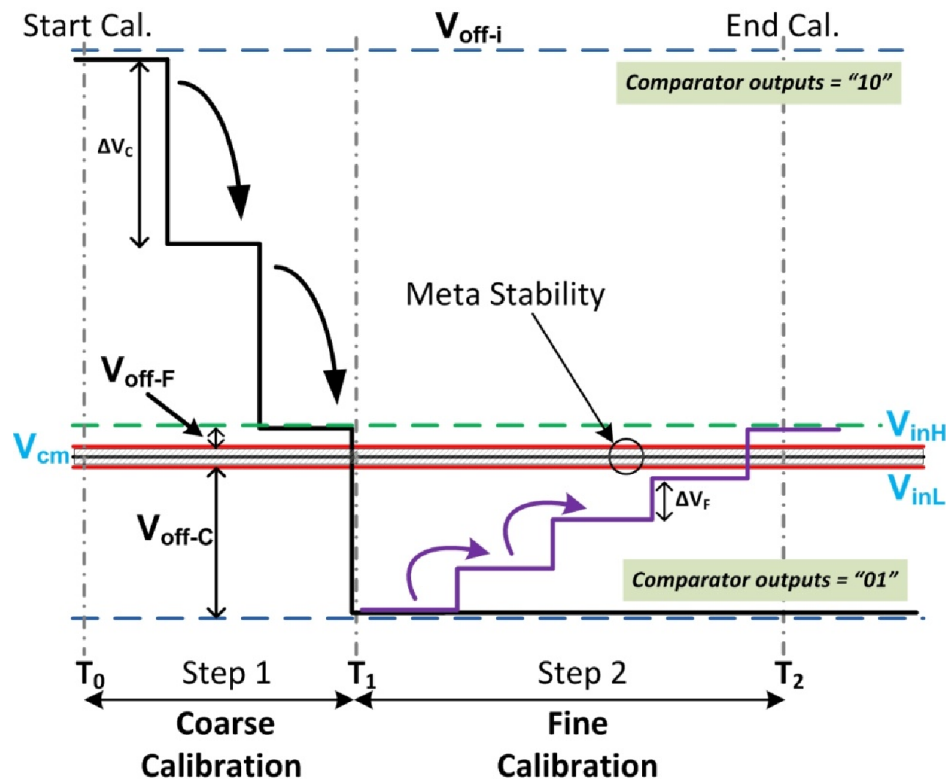 Start Cal.
V_off-i
End Cal.
Comparator outputs = “10”
ΔV_C
Meta Stability
V_off-F
V_cm
V_inH
V_inL
ΔV_F
V_off-C
Comparator outputs = “01”
T_0
Step 1
T_1
Step 2
T_2
Coarse
Calibration
Fine
Calibration